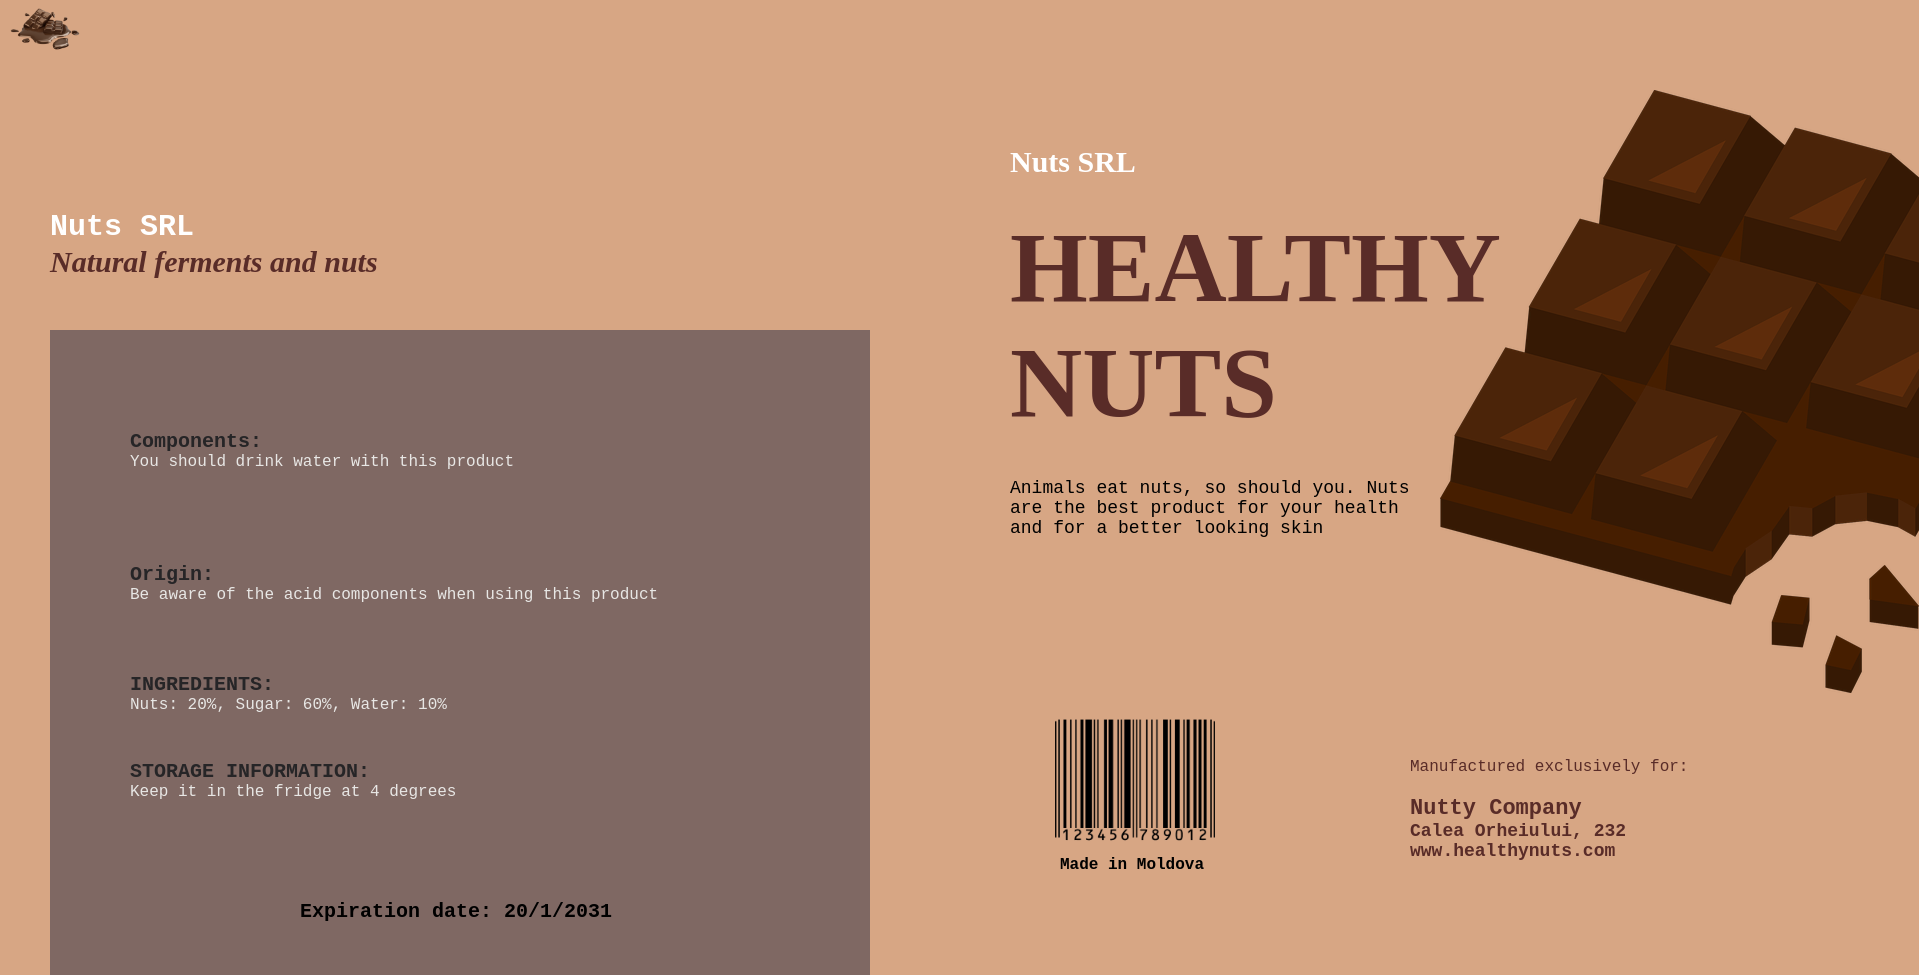 Nuts SRL
Natural ferments and nuts
Components:
You should drink water with this product
Origin:
Be aware of the acid components when using this product
INGREDIENTS:
Nuts: 20%, Sugar: 60%, Water: 10%
STORAGE INFORMATION:
Keep it in the fridge at 4 degrees
Expiration date: 20/1/2031
Nuts SRL
HEALTHY
NUTS
Animals eat nuts, so should you. Nuts
are the best product for your health
and for a better looking skin
123456 789012
Made in Moldova
Manufactured exclusively for:
Nutty Company
Calea Orheiului, 232
www.healthynuts.com